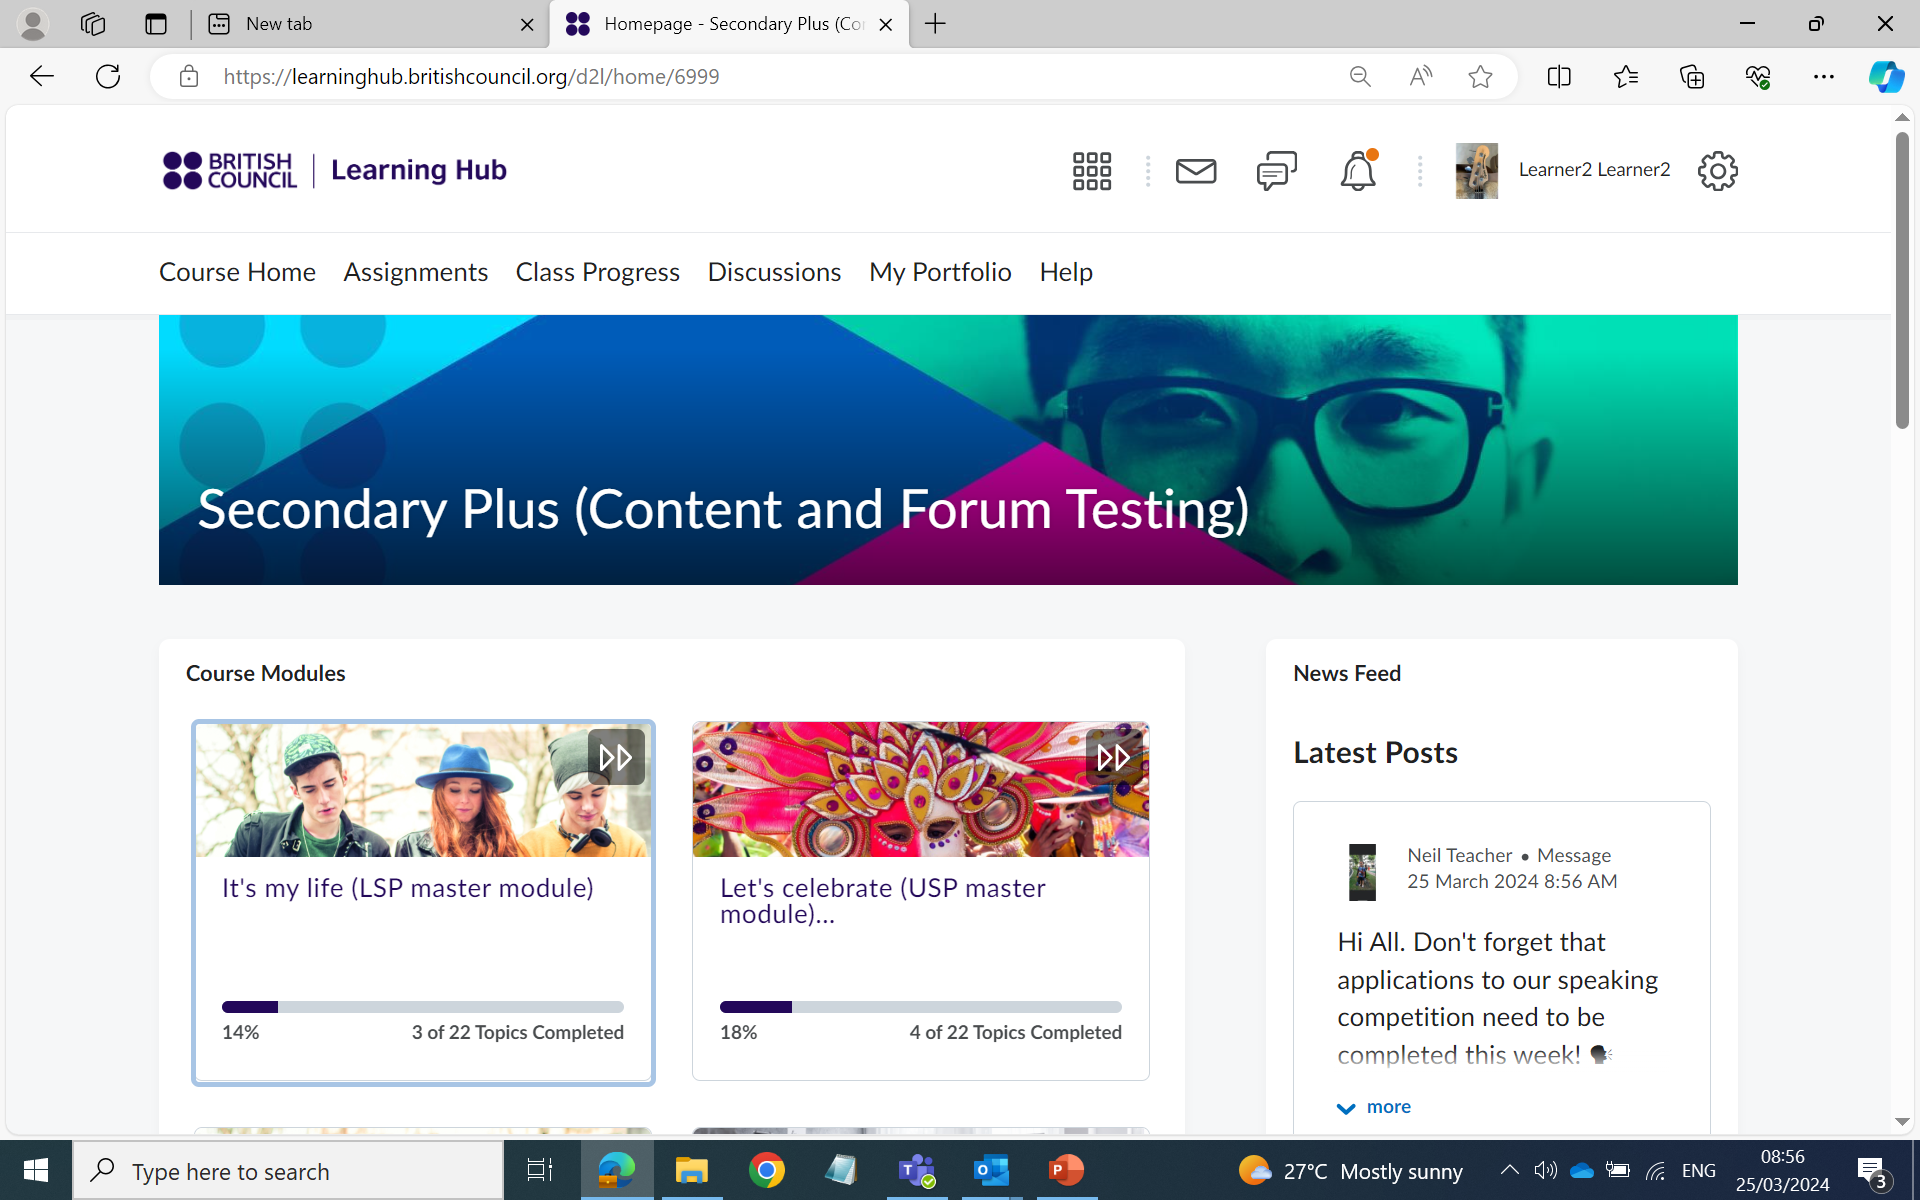 New tab
Homepage - Secondary Plus (Co
https://learninghub.britishcouncil.org/d2l/home/6999
BRITISH
COUNCIL
Learning Hub
Learner2 Learner2
Course Home Assignments Class Progress Discussions My Portfolio Help
Secondary Plus (Content and Forum Testing)
Course Modules
It's my life (LSP master module)
14% 3 of 22 Topics Completed
Let's celebrate (USP master
module)...
18% 4 of 22 Topics Completed
News Feed
Latest Posts
Neil Teacher • Message
25 March 2024 8:56 AM
Hi All. Don't forget that
applications to our speaking
competition need to be
completed this week! 🗣
more
Type here to search
27°C Mostly sunny
ENG
08:56
25/03/2024
3